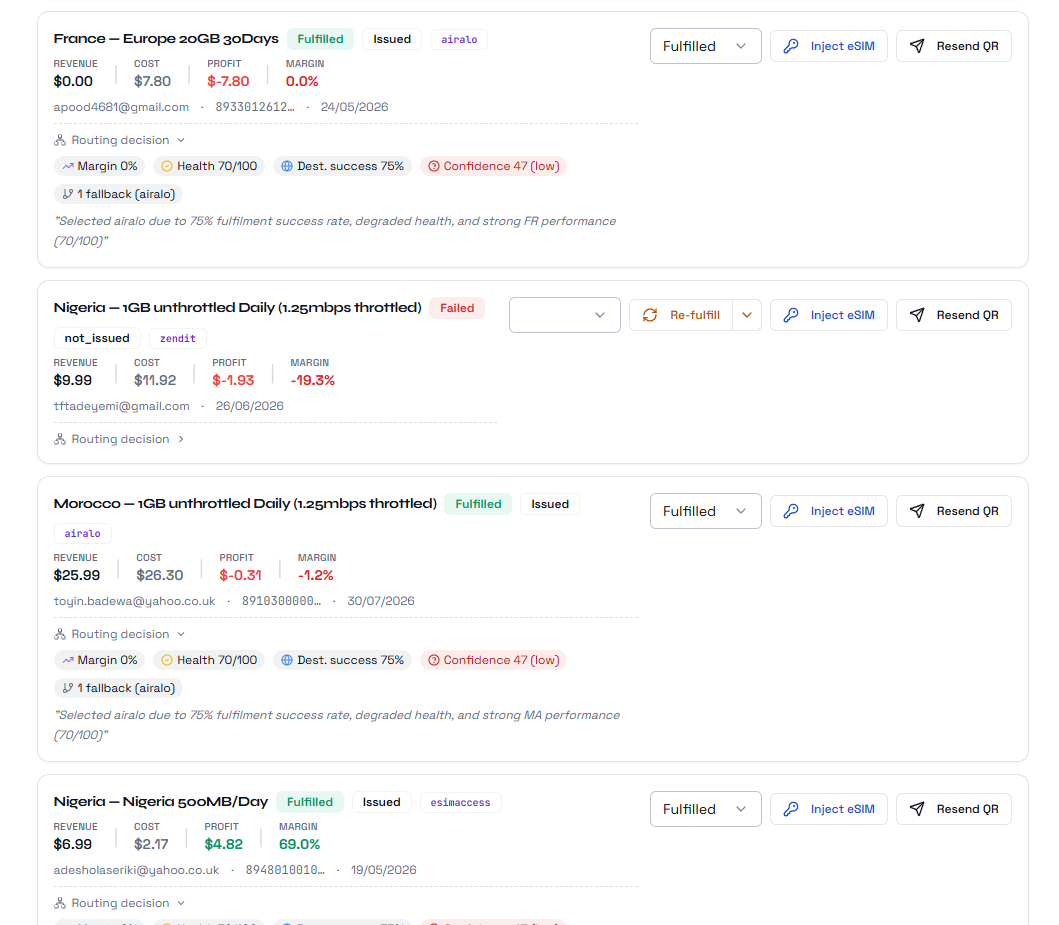 France — Europe 20GB 30Days Fulfilled Issued airalo Fulfilled Inject eSIM Resend QR
REVENUE COST PROFIT MARGIN
$0.00 $7.80 $-7.80 0.0%
apood4681@gmail.com · 8933012612… · 24/05/2026
Routing decision
Margin 0% Health 70/100 Dest. success 75% Confidence 47 (low)
1 fallback (airalo)
"Selected airalo due to 75% fulfilment success rate, degraded health, and strong FR performance
(70/100)"
Nigeria — 1GB unthrottled Daily (1.25mbps throttled) Failed Re-fulfill Inject eSIM Resend QR
not_issued zendit
REVENUE COST PROFIT MARGIN
$9.99 $11.92 $-1.93 -19.3%
tftadeyemi@gmail.com · 26/06/2026
Routing decision
Morocco — 1GB unthrottled Daily (1.25mbps throttled) Fulfilled Issued Fulfilled Inject eSIM Resend QR
airalo
REVENUE COST PROFIT MARGIN
$25.99 $26.30 $-0.31 -1.2%
toyin.badewa@yahoo.co.uk · 8910300000… · 30/07/2026
Routing decision
Margin 0% Health 70/100 Dest. success 75% Confidence 47 (low)
1 fallback (airalo)
"Selected airalo due to 75% fulfilment success rate, degraded health, and strong MA performance
(70/100)"
Nigeria — Nigeria 500MB/Day Fulfilled Issued esimaccess Fulfilled Inject eSIM Resend QR
REVENUE COST PROFIT MARGIN
$6.99 $2.17 $4.82 69.0%
adesholaseriki@yahoo.co.uk · 8948010010… · 19/05/2026
Routing decision